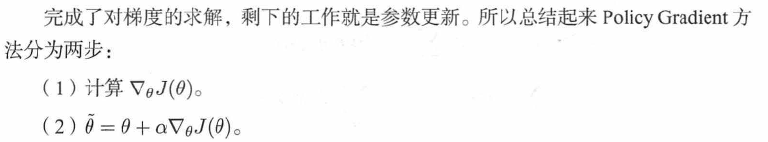 完成了对梯度的求解，剩下的工作就是参数更新。所以总结起来 Policy Gradient 方
法分为两步：
（1）计算 ∇θJ(θ)。
（2）θ̃ = θ + α∇θJ(θ)。